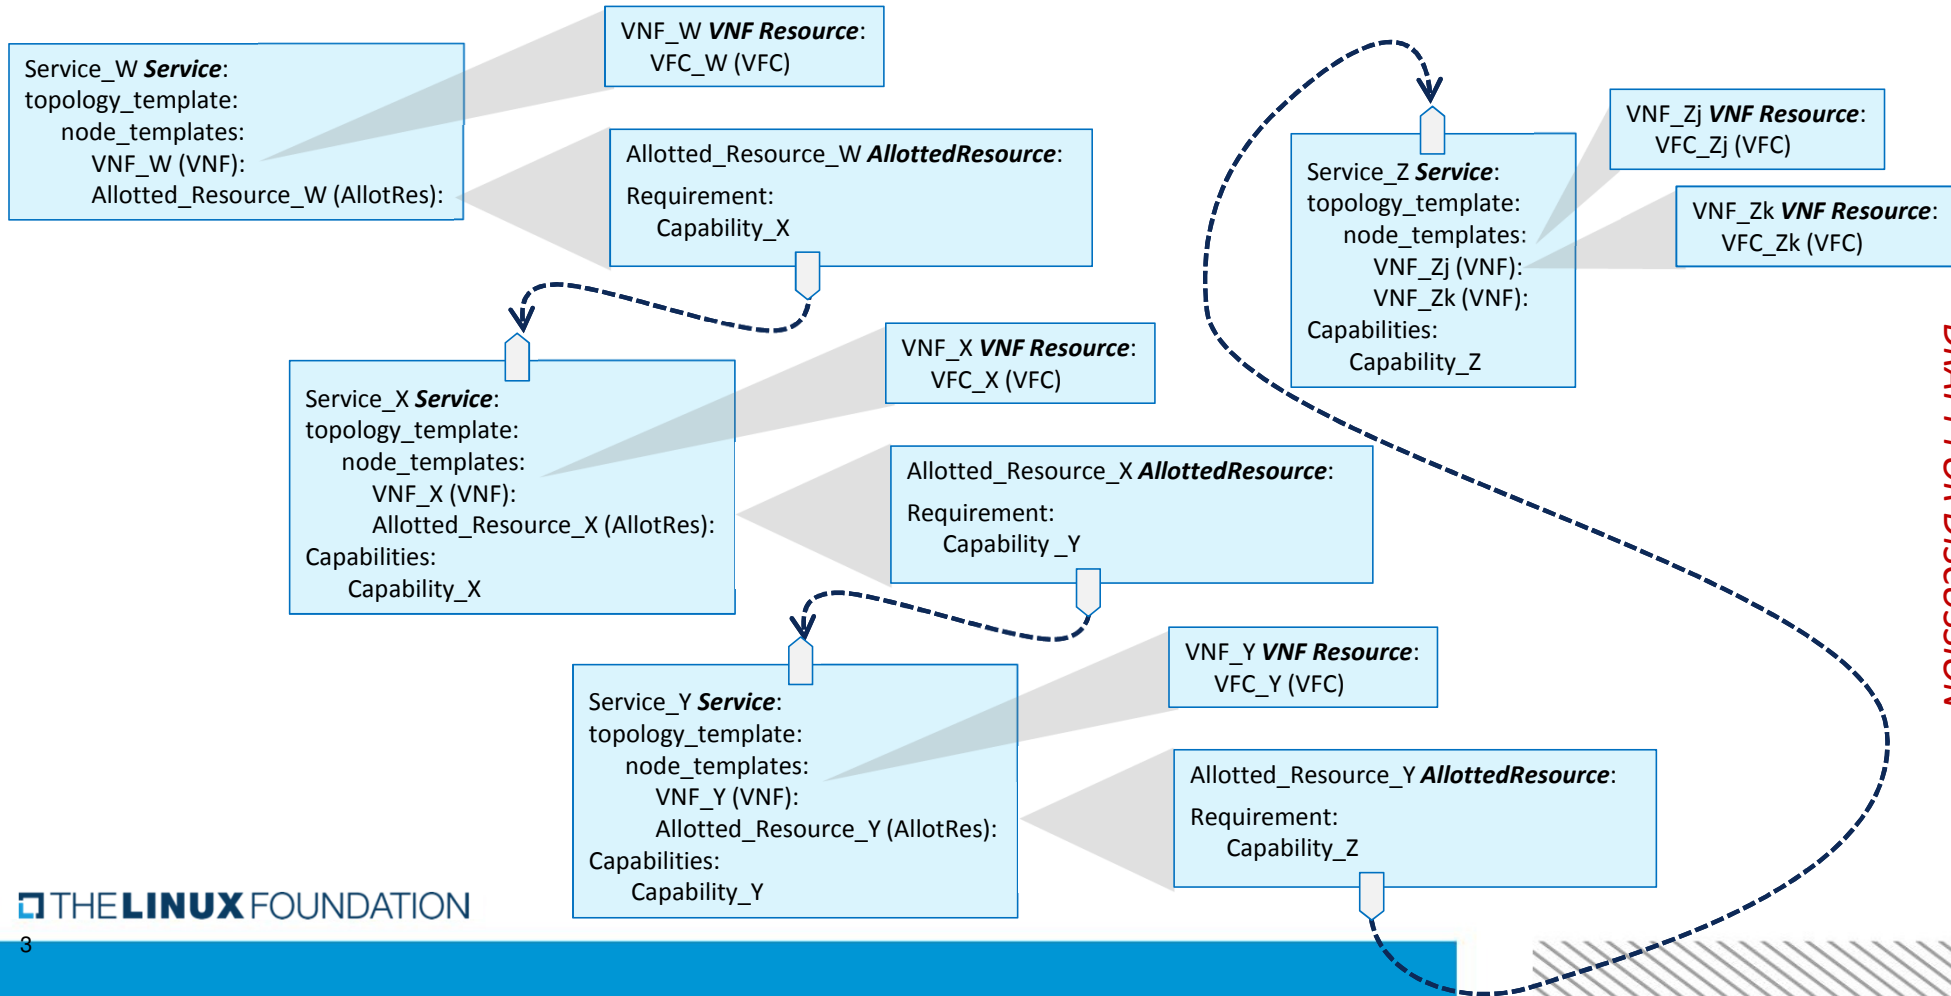 Service_W Service:
topology_template:
node_templates:
VNF_W (VNF):
Allotted_Resource_W (AllotRes):
VNF_W VNF Resource:
VFC_W (VFC)
Allotted_Resource_W AllottedResource:
Requirement:
Capability_X
Service_X Service:
topology_template:
node_templates:
VNF_X (VNF):
Allotted_Resource_X (AllotRes):
Capabilities:
Capability_X
VNF_X VNF Resource:
VFC_X (VFC)
Allotted_Resource_X AllottedResource:
Requirement:
Capability _Y
Service_Y Service:
topology_template:
node_templates:
VNF_Y (VNF):
Allotted_Resource_Y (AllotRes):
Capabilities:
Capability_Y
VNF_Y VNF Resource:
VFC_Y (VFC)
Allotted_Resource_Y AllottedResource:
Requirement:
Capability_Z
Service_Z Service:
topology_template:
node_templates:
VNF_Zj (VNF):
VNF_Zk (VNF):
Capabilities:
Capability_Z
VNF_Zj VNF Resource:
VFC_Zj (VFC)
VNF_Zk VNF Resource:
VFC_Zk (VFC)
DRAFT FOR DISCUSSION
THE LINUX FOUNDATION
3